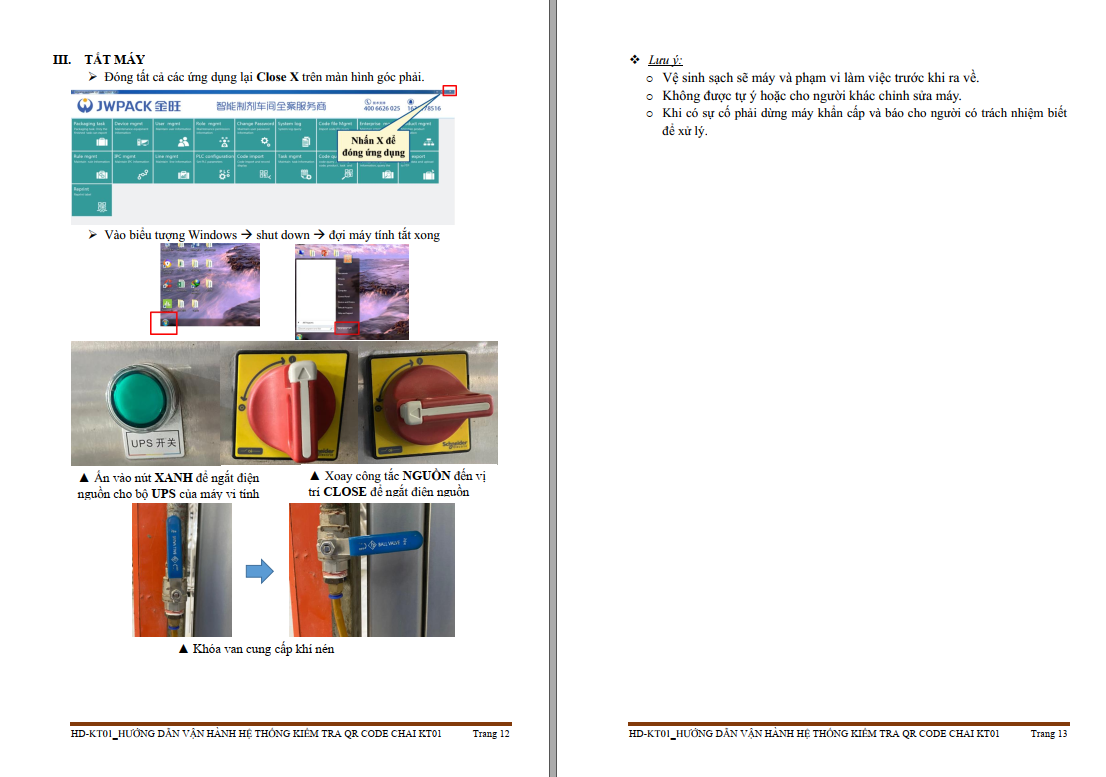 III. TẮT MÁY
➢ Đóng tất cả các ứng dụng lại Close X trên màn hình góc phải.
JWPACK 金旺
智能制剂车间全案服务商
400 6626 025
Packaging task
Device mgmt
User mgmt
Role mgmt
Change Password
System log
Code file Mgmt
Nhấn X để
đóng ứng dụng
Rule mgmt
IPC mgmt
Line mgmt
PLC configuration
Code import
Task mgmt
Reprint
➢ Vào biểu tượng Windows → shut down → đợi máy tính tắt xong
UPS 开关
Schneider
▲ Ấn vào nút XANH để ngắt điện
nguồn cho bộ UPS của máy vi tính
▲ Xoay công tắc NGUỒN đến vị
trí CLOSE để ngắt điện nguồn
BALL VALVE
▲ Khóa van cung cấp khí nén
HD-KT01_HƯỚNG DẪN VẬN HÀNH HỆ THỐNG KIỂM TRA QR CODE CHAI KT01 Trang 12
❖ Lưu ý:
○ Vệ sinh sạch sẽ máy và phạm vi làm việc trước khi ra về.
○ Không được tự ý hoặc cho người khác chỉnh sửa máy.
○ Khi có sự cố phải dừng máy khẩn cấp và báo cho người có trách nhiệm biết
để xử lý.
HD-KT01_HƯỚNG DẪN VẬN HÀNH HỆ THỐNG KIỂM TRA QR CODE CHAI KT01 Trang 13